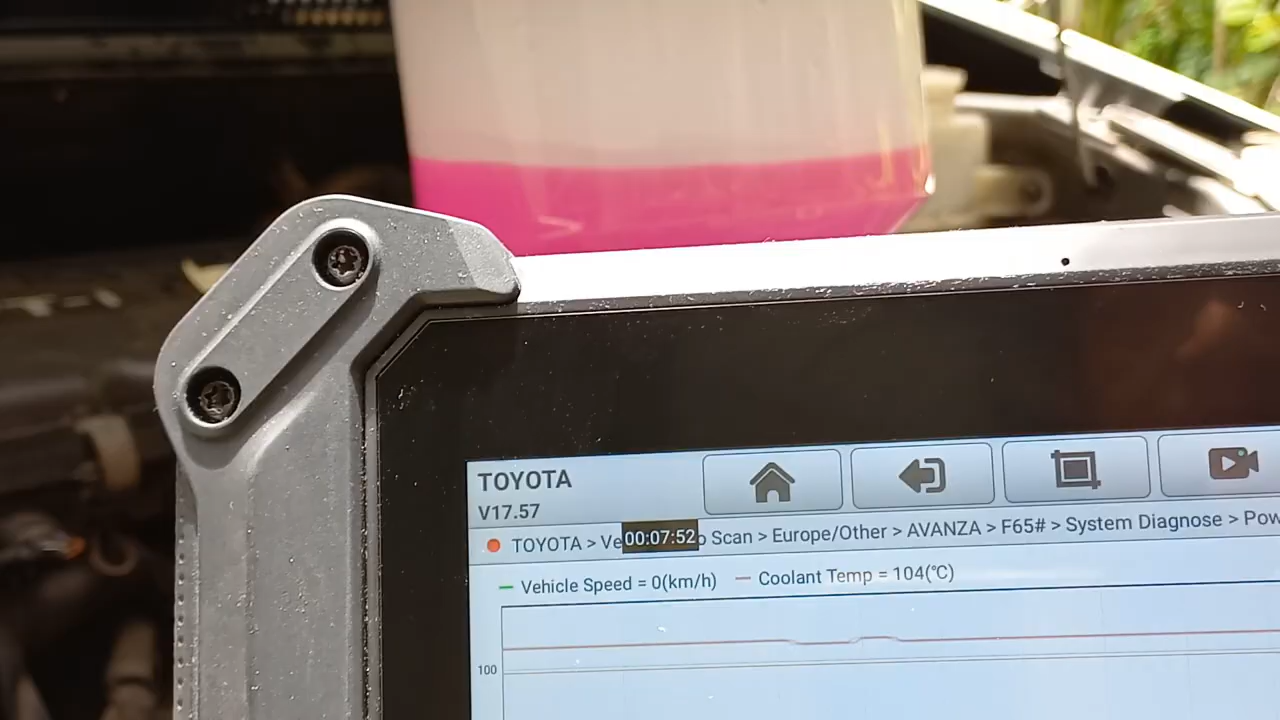 TOYOTA
V17.57
TOYOTA > Ve 00:07:52 o Scan > Europe/Other > AVANZA > F65# > System Diagnose > Pow
Vehicle Speed = 0(km/h) Coolant Temp = 104(℃)
100